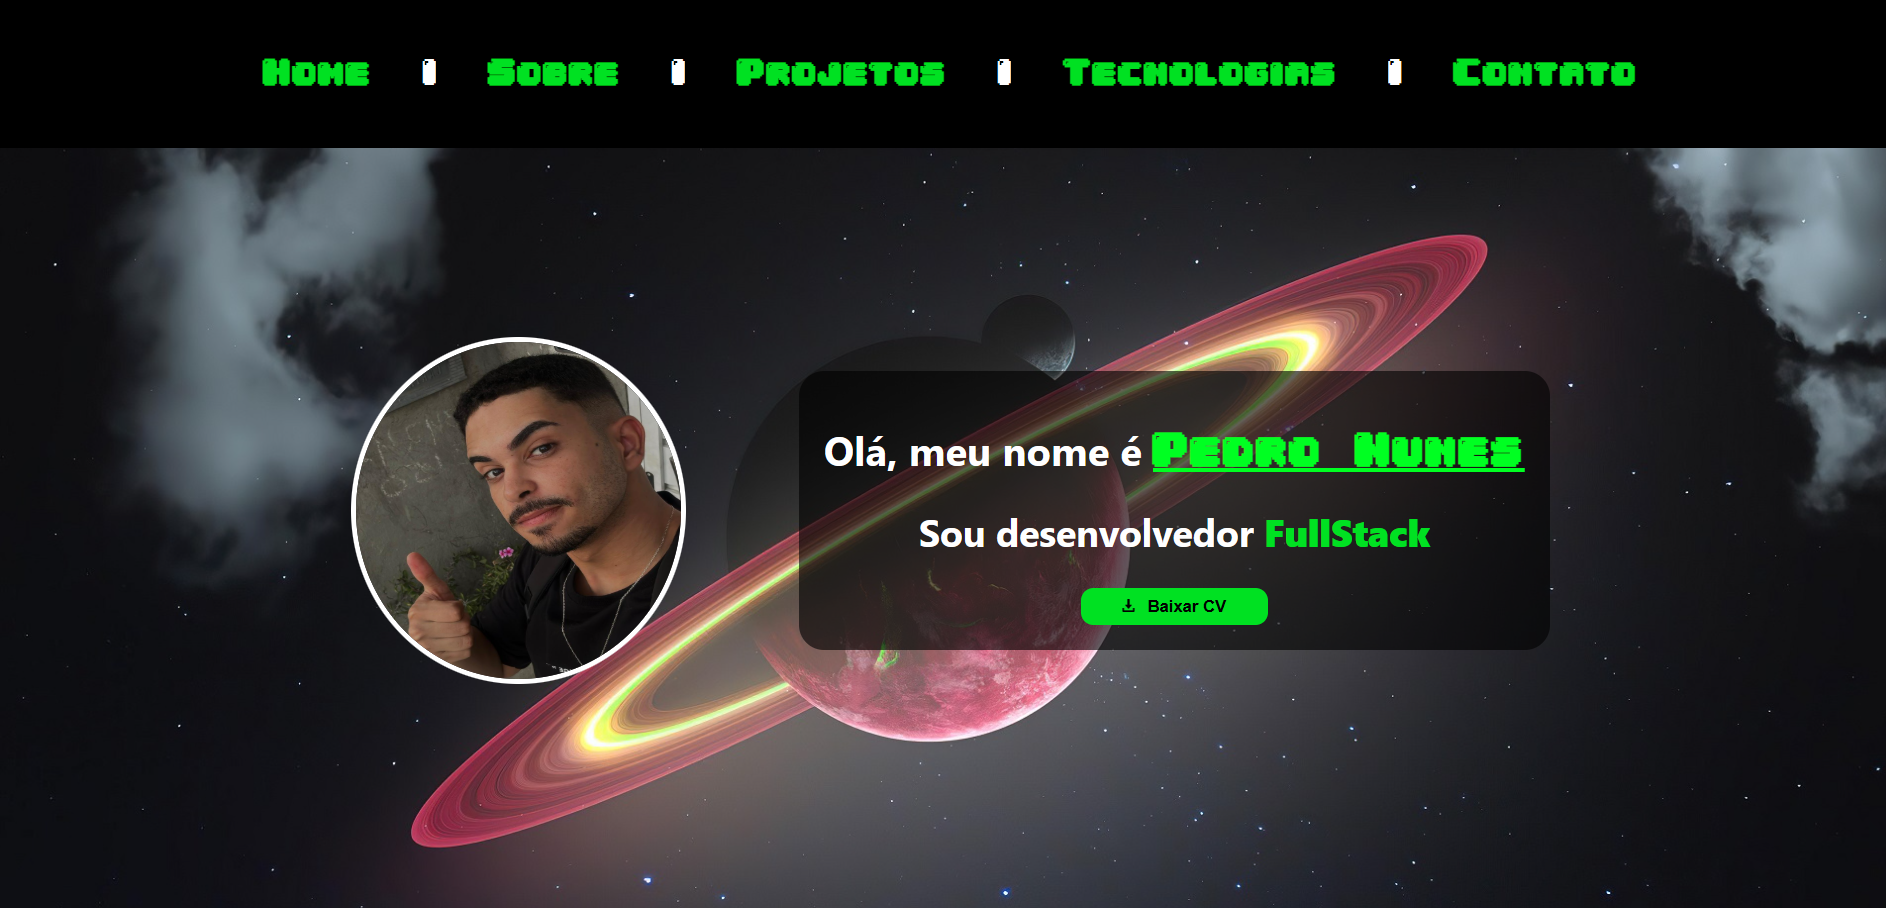 Home | Sobre | Projetos | Tecnologias | Contato
Olá, meu nome é Pedro Nunes
Sou desenvolvedor FullStack
Baixar CV